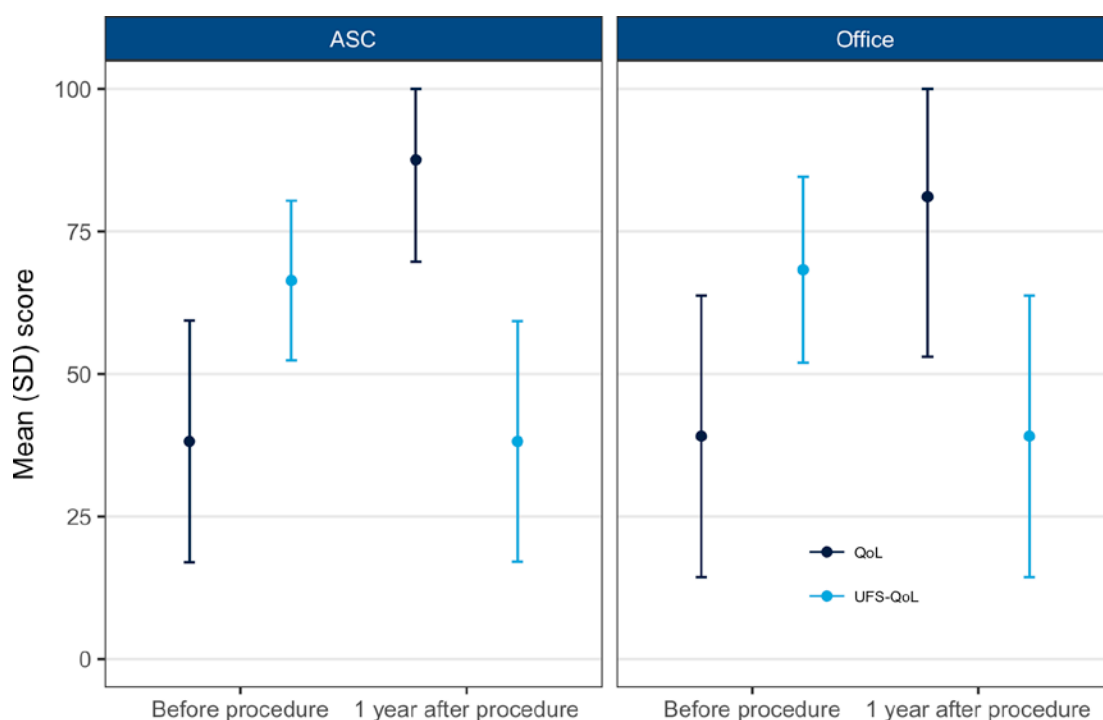 ASC
Office
Mean (SD) score
100
75
50
25
0
QoL
UFS-QoL
Before procedure
1 year after procedure
Before procedure
1 year after procedure